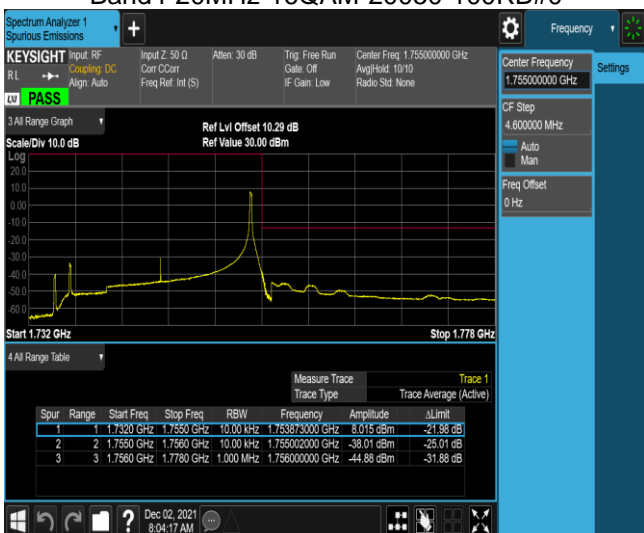 Spectrum Analyzer 1
Spurious Emissions
Frequency
KEYSIGHT
RL
Input: RF
Coupling: DC
Align: Auto
Input Z: 50 Ω
Corr CCorr
Freq Ref: Int (S)
Atten: 30 dB
Trig: Free Run
Gate: Off
IF Gain: Low
Center Freq: 1.755000000 GHz
Avg|Hold: 10/10
Radio Std: None
LNI PASS
Center Frequency
1.755000000 GHz
Settings
CF Step
4.600000 MHz
Auto
Man
Freq Offset
0 Hz
3 All Range Graph
Scale/Div 10.0 dB
Ref Lvl Offset 10.29 dB
Ref Value 30.00 dBm
Log
20.0
10.0
0.00
-10.0
-20.0
-30.0
-40.0
-50.0
-60.0
Start 1.732 GHz
Stop 1.778 GHz
4 All Range Table
Measure Trace Trace 1
Trace Type Trace Average (Active)
Spur Range Start Freq Stop Freq RBW Frequency Amplitude ΔLimit
1 1 1.7320 GHz 1.7550 GHz 10.00 kHz 1.753873000 GHz 8.015 dBm -21.98 dB
2 2 1.7550 GHz 1.7560 GHz 10.00 kHz 1.755002000 GHz -38.01 dBm -25.01 dB
3 3 1.7560 GHz 1.7780 GHz 1.000 MHz 1.756000000 GHz -44.88 dBm -31.88 dB
Dec 02, 2021
8:04:17 AM